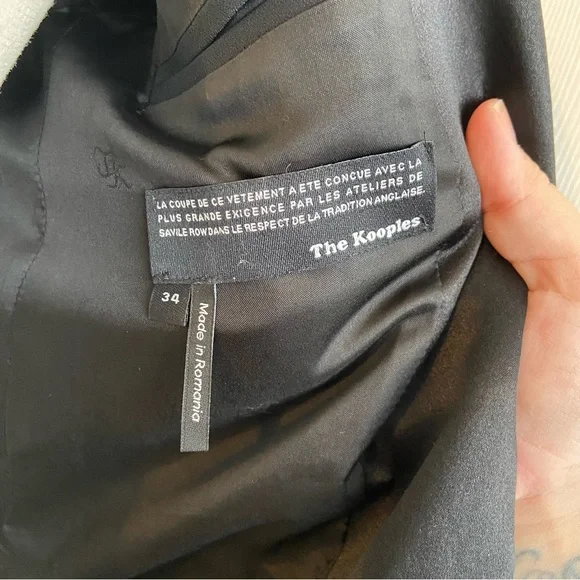 LA COUPE DE CE VETEMENT A ETE CONCUE AVEC LA
PLUS GRANDE EXIGENCE PAR LES ATELIERS DE
SAVILE ROW DANS LE RESPECT DE LA TRADITION ANGLAISE.
The Kooples
34
Made in Romania